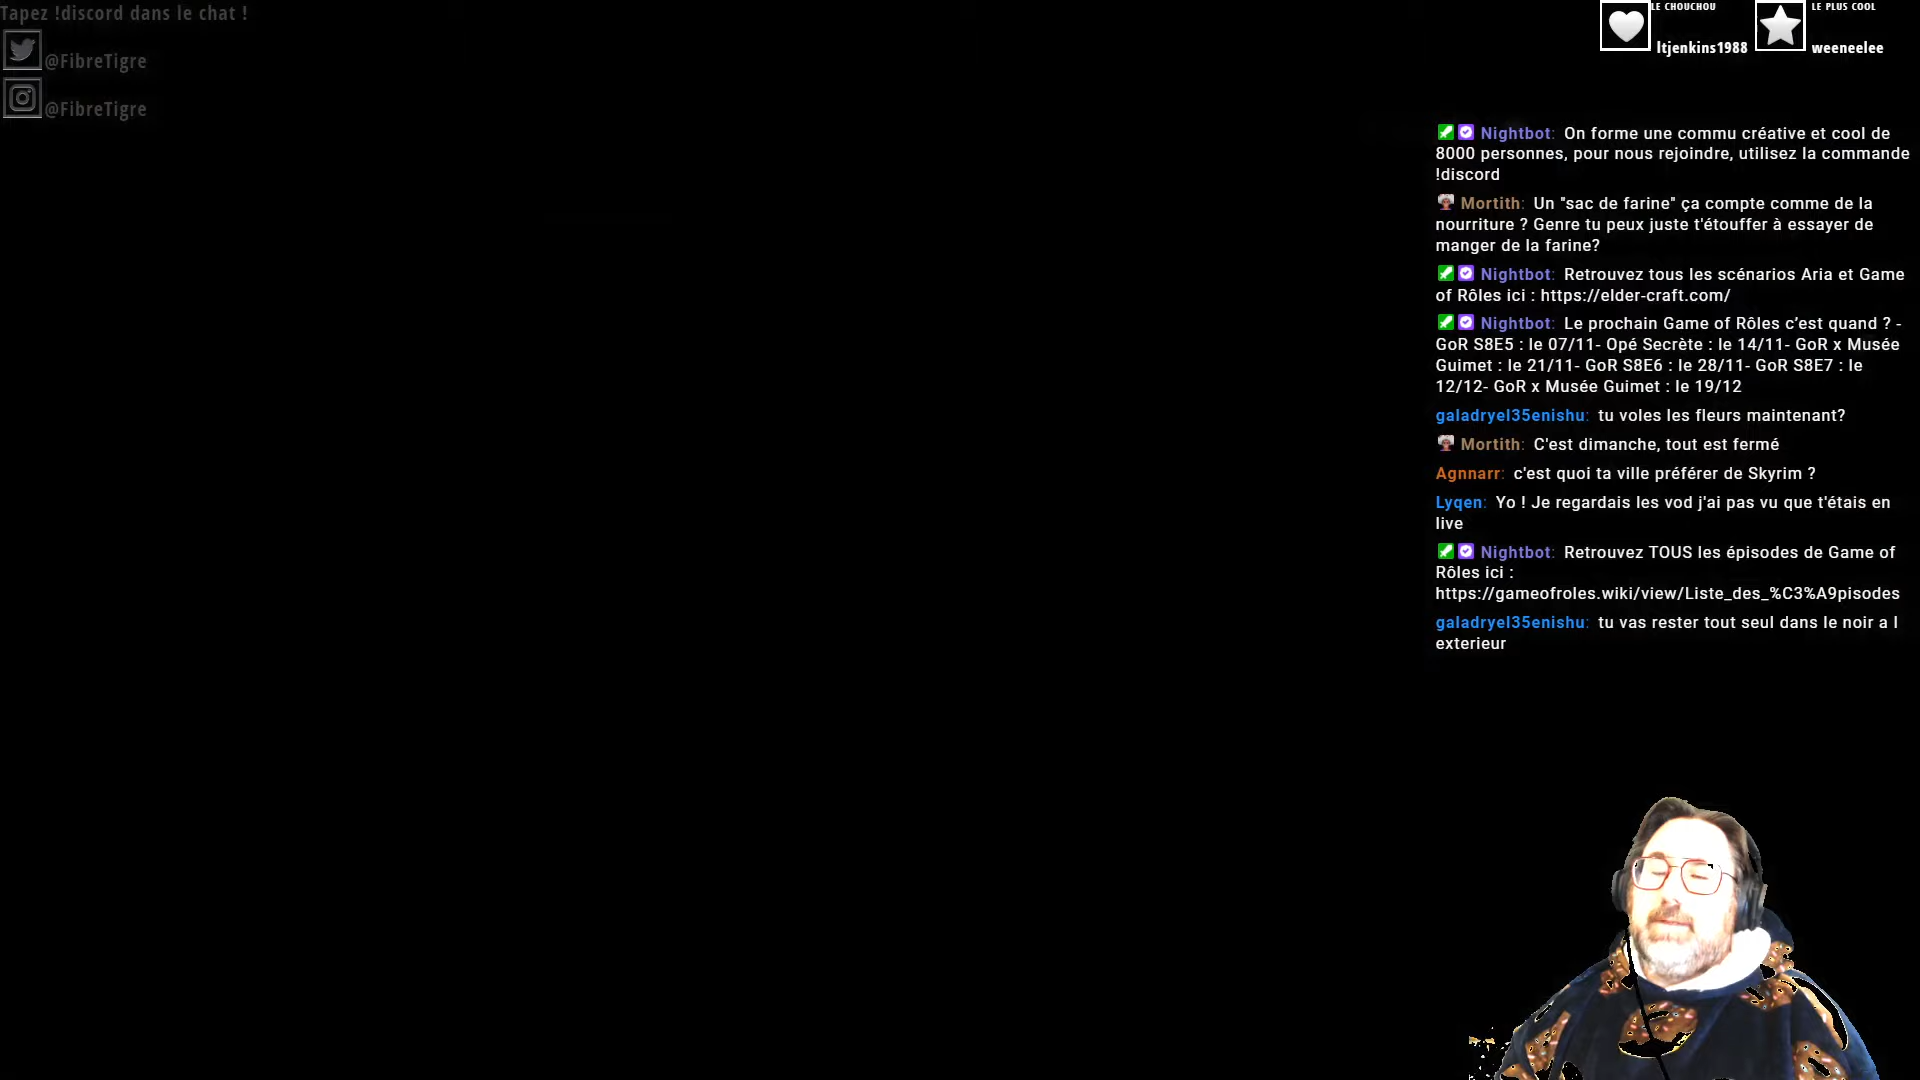 Tapez !discord dans le chat !
@FibreTigre
@FibreTigre
LE CHOUCHOU
ltjenkins1988
LE PLUS COOL
weeneelee
Nightbot: On forme une commu créative et cool de
8000 personnes, pour nous rejoindre, utilisez la commande
!discord
Mortith: Un "sac de farine" ça compte comme de la
nourriture ? Genre tu peux juste t'étouffer à essayer de
manger de la farine?
Nightbot: Retrouvez tous les scénarios Aria et Game
of Rôles ici : https://elder-craft.com/
Nightbot: Le prochain Game of Rôles c’est quand ? -
GoR S8E5 : le 07/11- Opé Secrète : le 14/11- GoR x Musée
Guimet : le 21/11- GoR S8E6 : le 28/11- GoR S8E7 : le
12/12- GoR x Musée Guimet : le 19/12
galadryel35enishu: tu voles les fleurs maintenant?
Mortith: C'est dimanche, tout est fermé
Agnnarr: c'est quoi ta ville préférer de Skyrim ?
Lyqen: Yo ! Je regardais les vod j'ai pas vu que t'étais en
live
Nightbot: Retrouvez TOUS les épisodes de Game of
Rôles ici :
https://gameofroles.wiki/view/Liste_des_%C3%A9pisodes
galadryel35enishu: tu vas rester tout seul dans le noir a l
exterieur